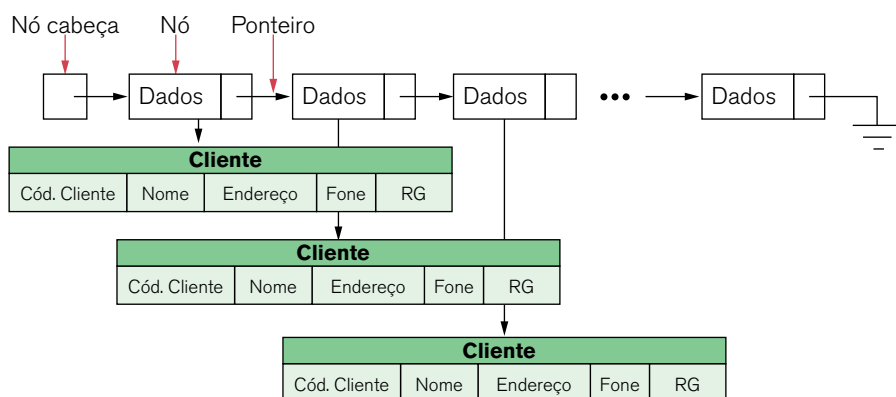 Nó cabeça Nó Ponteiro
Dados Dados Dados ••• Dados
Cliente
Cód. Cliente Nome Endereço Fone RG
Cliente
Cód. Cliente Nome Endereço Fone RG
Cliente
Cód. Cliente Nome Endereço Fone RG